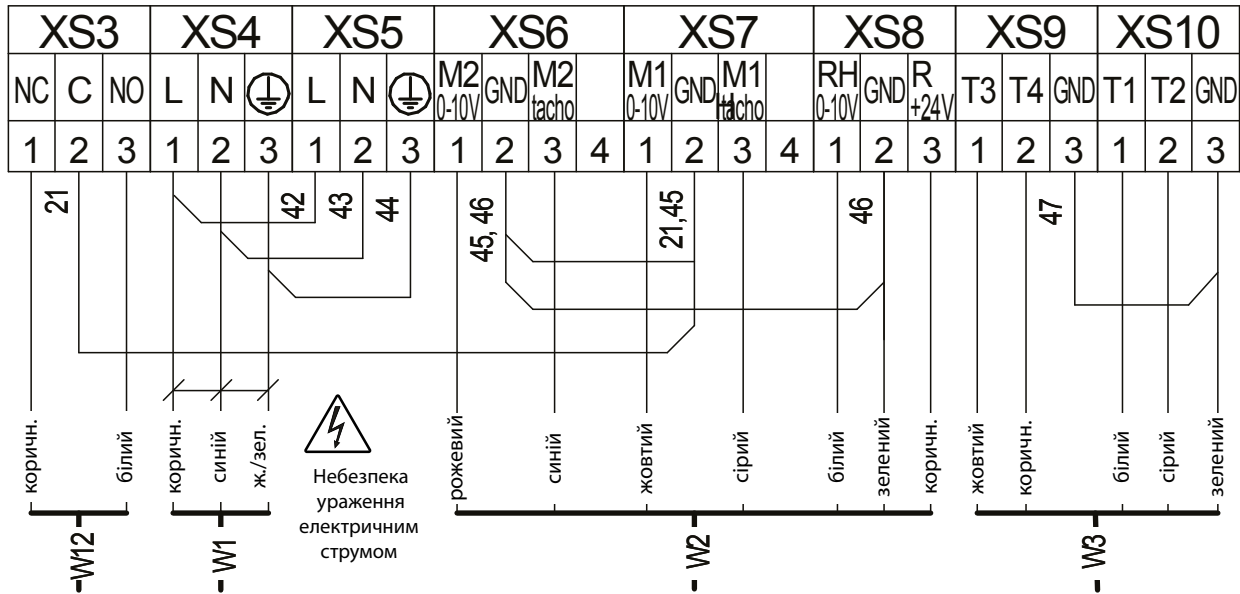 XS3 XS4 XS5 XS6 XS7 XS8 XS9 XS10
NC C NO L N L N M2 0-10V GND M2 tacho M1 0-10V GND M1 tacho RH 0-10V GND R +24V T3 T4 GND T1 T2 GND
1 2 3 1 2 3 1 2 3 1 2 3 4 1 2 3 4 1 2 3 1 2 3 1 2 3
21 42 43 44 45, 46 21,45 46 47
коричн. білий коричн. синій ж./зел. рожевий синій жовтий сірий білий зелений коричн. жовтий коричн. білий сірий зелений
Небезпека
ураження
електричним
струмом
-W12 -W1 -W2 -W3